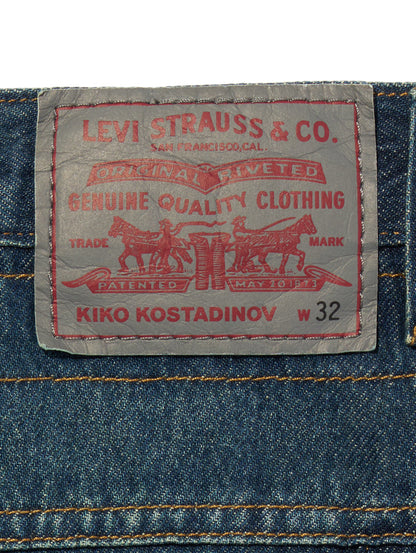 LEVI STRAUSS & CO.
SAN FRANCISCO, CAL.
ORIGINAL RIVETED
GENUINE QUALITY CLOTHING
TRADE MARK
PATENTED MAY 20 1873
KIKO KOSTADINOV W 32